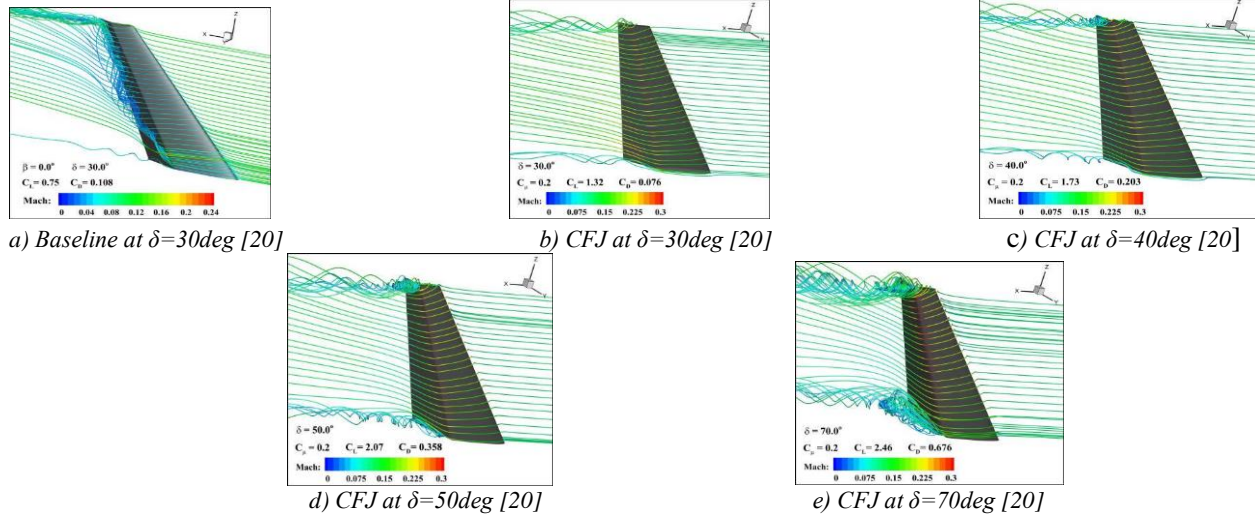 Z
X
Y
β = 0.0° δ = 30.0°
C_L = 0.75 C_D = 0.108
Mach:
0 0.04 0.08 0.12 0.16 0.2 0.24
a) Baseline at δ=30deg [20]
Z
X
Y
δ = 30.0°
C_μ = 0.2 C_L = 1.32 C_D = 0.076
Mach:
0 0.075 0.15 0.225 0.3
b) CFJ at δ=30deg [20]
Z
X
Y
δ = 40.0°
C_μ = 0.2 C_L = 1.73 C_D = 0.203
Mach:
0 0.075 0.15 0.225 0.3
c) CFJ at δ=40deg [20]
Z
X
Y
δ = 50.0°
C_μ = 0.2 C_L = 2.07 C_D = 0.358
Mach:
0 0.075 0.15 0.225 0.3
d) CFJ at δ=50deg [20]
Z
X
Y
δ = 70.0°
C_μ = 0.2 C_L = 2.46 C_D = 0.676
Mach:
0 0.075 0.15 0.225 0.3
e) CFJ at δ=70deg [20]